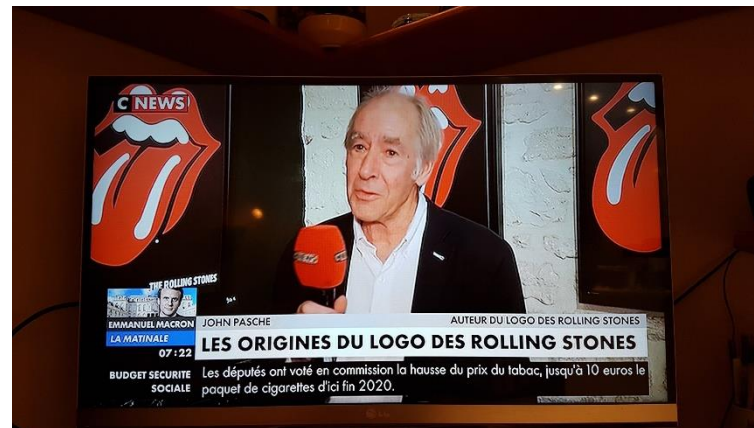 C NEWS
THE ROLLING STONES
EMMANUEL MACRON
LA MATINALE
07:22
JOHN PASCHE
AUTEUR DU LOGO DES ROLLING STONES
LES ORIGINES DU LOGO DES ROLLING STONES
BUDGET SECURITE
SOCIALE
Les députés ont voté en commission la hausse du prix du tabac, jusqu'à 10 euros le
paquet de cigarettes d'ici fin 2020.
LG